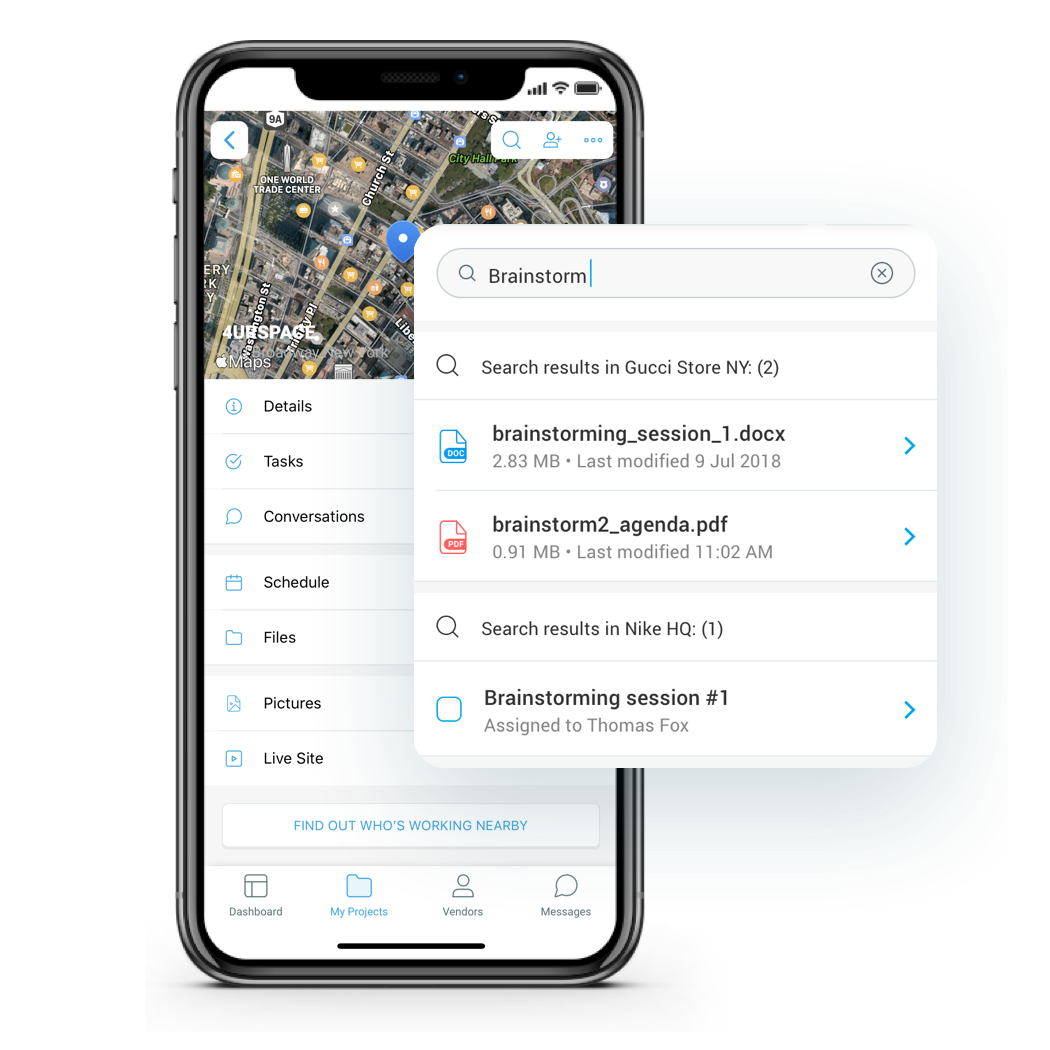 9A
City Hall Park
ONE WORLD
TRADE CENTER
Church St
ERY
RK
Y
Washington St
Trinity Pl
Libe
4URSPACE
Broadway New York
Maps
Details
Tasks
Conversations
Schedule
Files
Pictures
Live Site
FIND OUT WHO'S WORKING NEARBY
Dashboard
My Projects
Vendors
Messages
Brainstorm
Search results in Gucci Store NY: (2)
DOC
brainstorming_session_1.docx
2.83 MB • Last modified 9 Jul 2018
PDF
brainstorm2_agenda.pdf
0.91 MB • Last modified 11:02 AM
Search results in Nike HQ: (1)
Brainstorming session #1
Assigned to Thomas Fox